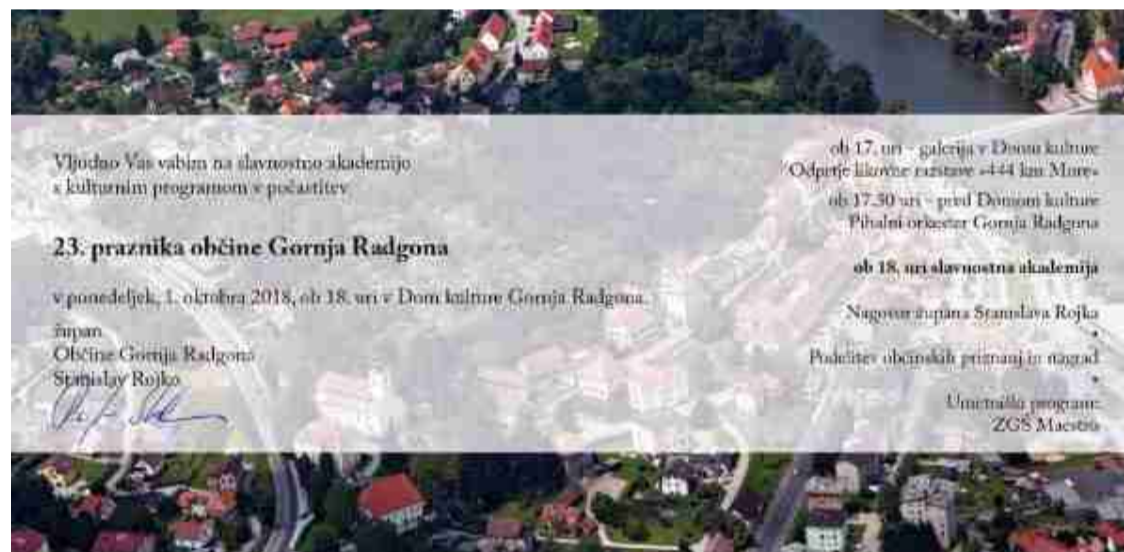 Vljudno Vas vabim na slavnostno akademijo
s kulturnim programom v počastitev
23. praznika občine Gornja Radgona
v ponedeljek, 1. oktobra 2018, ob 18. uri v Dom kulture Gornja Radgona.
župan
Občine Gornja Radgona
Stanislav Rojko
ob 17. uri - galerija v Domu kulture
Odprtje likovne razstave »444 km Mure«
ob 17.30 uri - pred Domom kulture
Pihalni orkester Gornja Radgona
ob 18. uri slavnostna akademija
Nagovor župana Stanislava Rojka
•
Podelitev občinskih priznanj in nagrad
•
Umetniški program:
ZGŠ Maestro